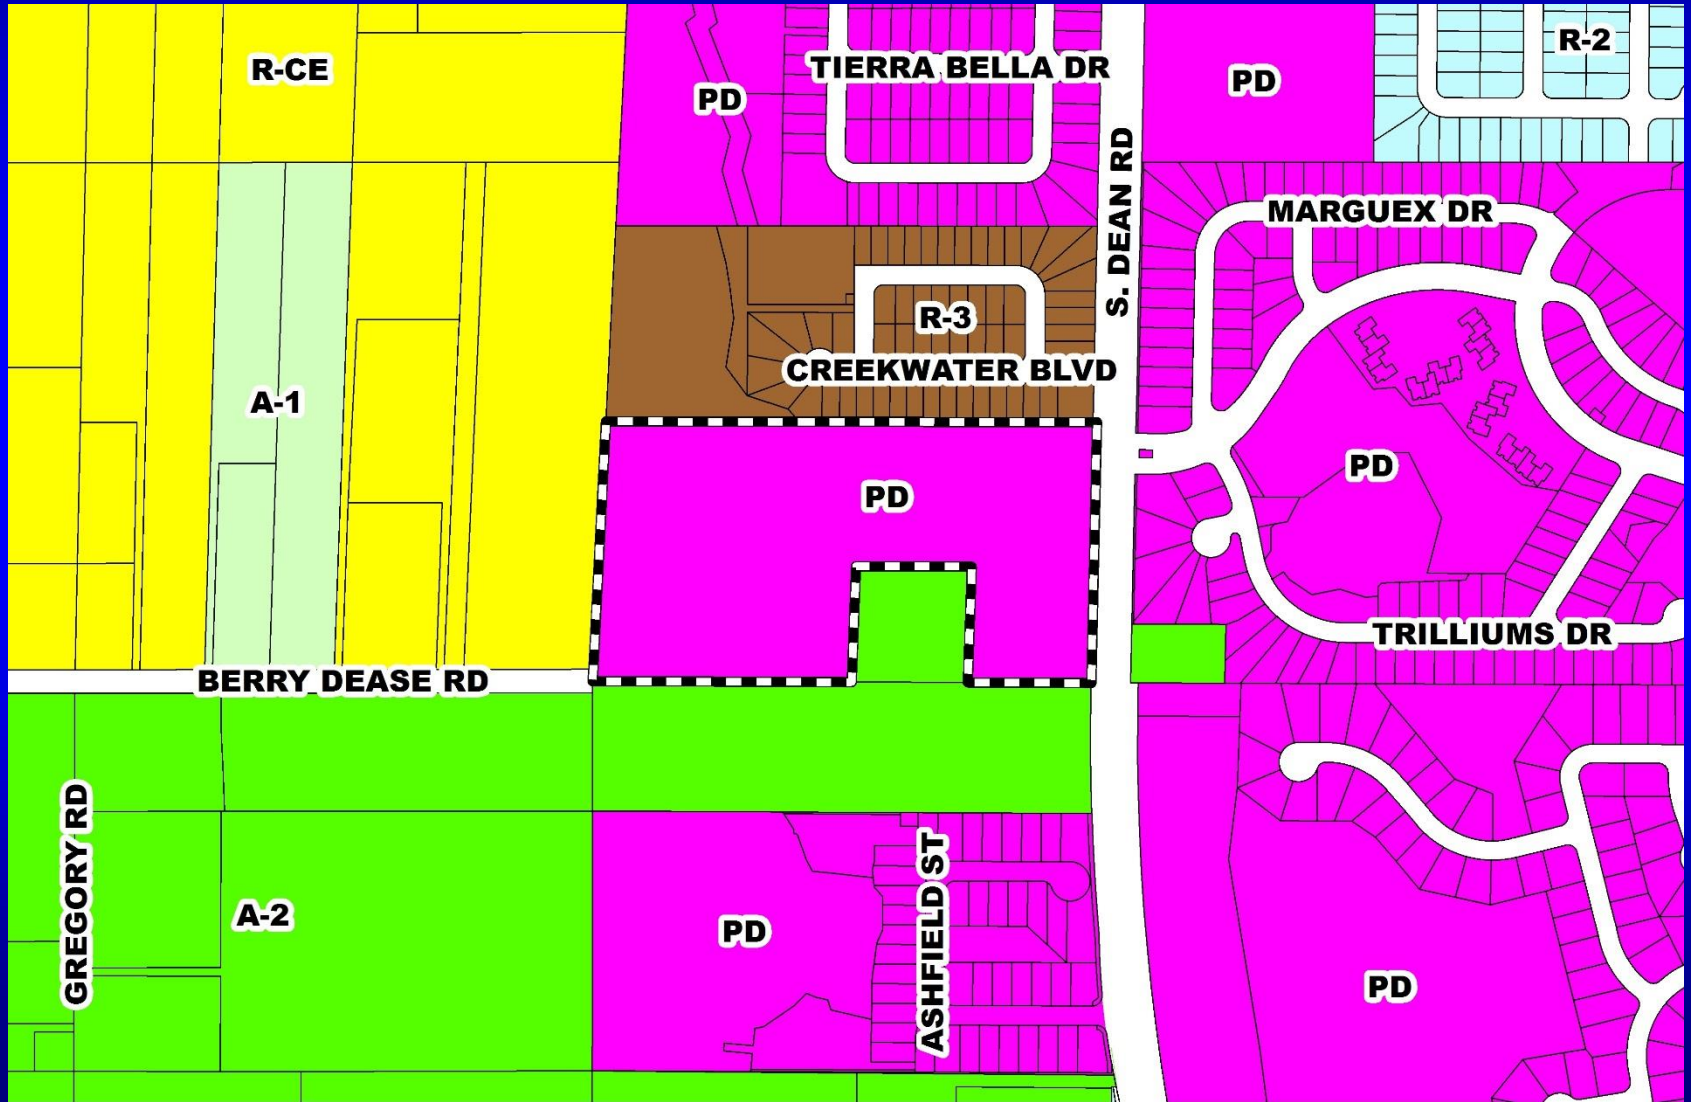 R-2
R-CE
TIERRA BELLA DR
PD
PD
S. DEAN RD
MARGUEX DR
R-3
CREEKWATER BLVD
A-1
PD
PD
TRILLIUMS DR
BERRY DEASE RD
GREGORY RD
A-2
ASHFIELD ST
PD
PD